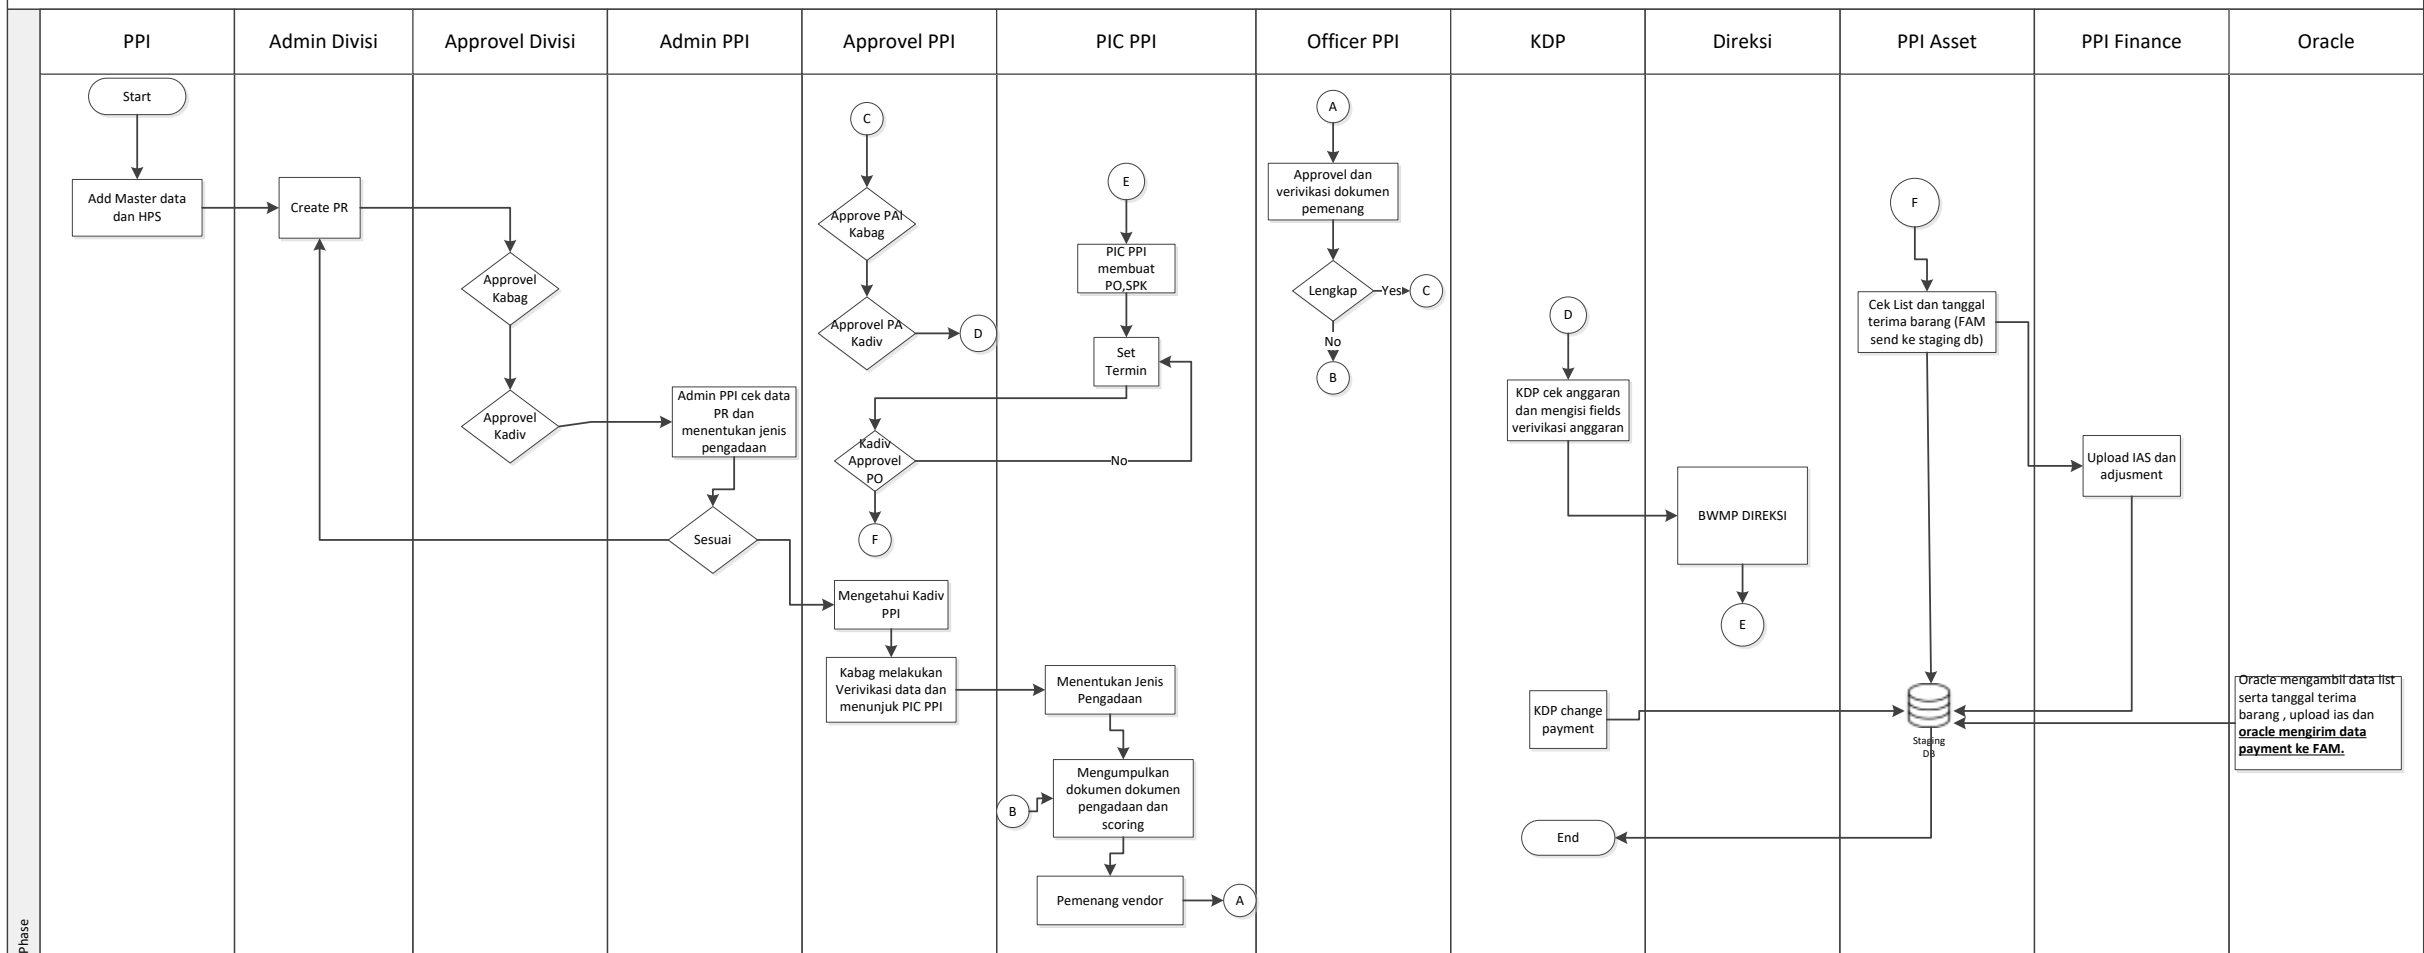 PPI
Admin Divisi
Approvel Divisi
Admin PPI
Approvel PPI
PIC PPI
Officer PPI
KDP
Direksi
PPI Asset
PPI Finance
Oracle
Phase
Start
Add Master data
dan HPS
Create PR
Approvel
Kabag
Approvel
Kadiv
Admin PPI cek data
PR dan
menentukan jenis
pengadaan
Sesuai
C
Approve PAI
Kabag
Approvel PA
Kadiv
D
Kadiv
Approvel
PO
No
F
Mengetahui Kadiv
PPI
Kabag melakukan
Verivikasi data dan
menunjuk PIC PPI
E
PIC PPI
membuat
PO,SPK
Set
Termin
Menentukan Jenis
Pengadaan
B
Mengumpulkan
dokumen dokumen
pengadaan dan
scoring
Pemenang vendor
A
A
Approvel dan
verivikasi dokumen
pemenang
Lengkap
Yes
C
No
B
D
KDP cek anggaran
dan mengisi fields
verivikasi anggaran
KDP change
payment
End
BWMP DIREKSI
E
F
Cek List dan tanggal
terima barang (FAM
send ke staging db)
Staging
DB
Upload IAS dan
adjusment
Oracle mengambil data list
serta tanggal terima
barang , upload ias dan
oracle mengirim data
payment ke FAM.